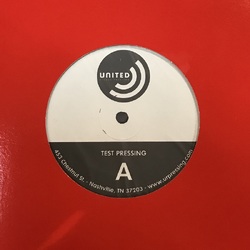 UNITED
TEST PRESSING
A
453 Chestnut St. - Nashville, TN 37203 - www.urpressing.com